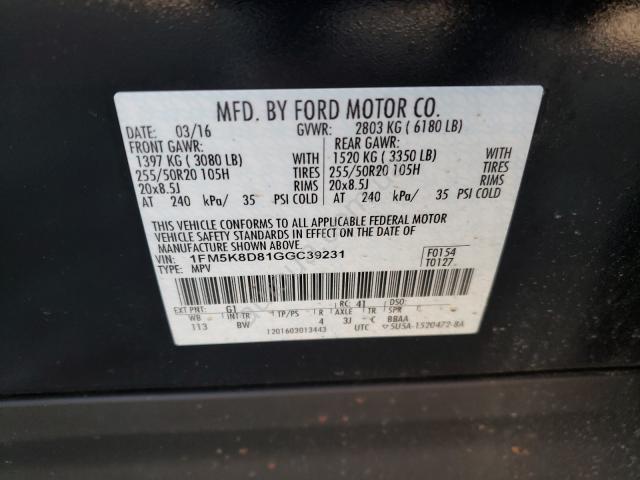 MFD. BY FORD MOTOR CO.
DATE: 03/16 GVWR: 2803 KG ( 6180 LB)
FRONT GAWR: REAR GAWR:
1397 KG ( 3080 LB) WITH 1520 KG ( 3350 LB) WITH
255/50R20 105H TIRES 255/50R20 105H TIRES
20x8.5J RIMS 20x8.5J RIMS
AT 240 kPa/ 35 PSI COLD AT 240 kPa/ 35 PSI COLD
THIS VEHICLE CONFORMS TO ALL APPLICABLE FEDERAL MOTOR
VEHICLE SAFETY STANDARDS IN EFFECT ON THE DATE OF MANUFACTURE SHOWN ABOVE.
VIN: 1FM5K8D81GGC39231 F0154
TYPE: MPV T0127
EXT PNT: G1 RC: 41 DSO:
WB INT TR TP/PS R AXLE TR SPR
113 BW 4 3J C BBAA
1201603013443 UTC 5U5A-1520472-8A